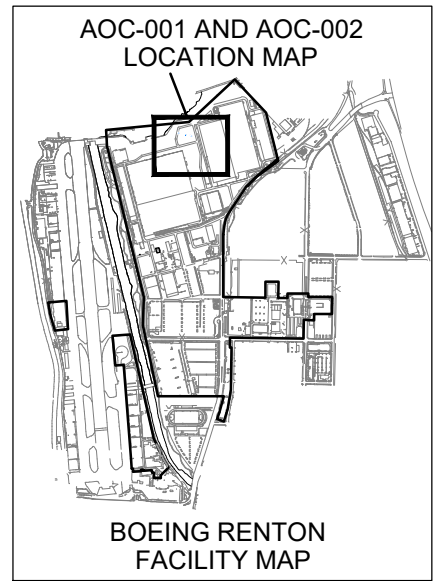 AOC-001 AND AOC-002
LOCATION MAP
BOEING RENTON
FACILITY MAP